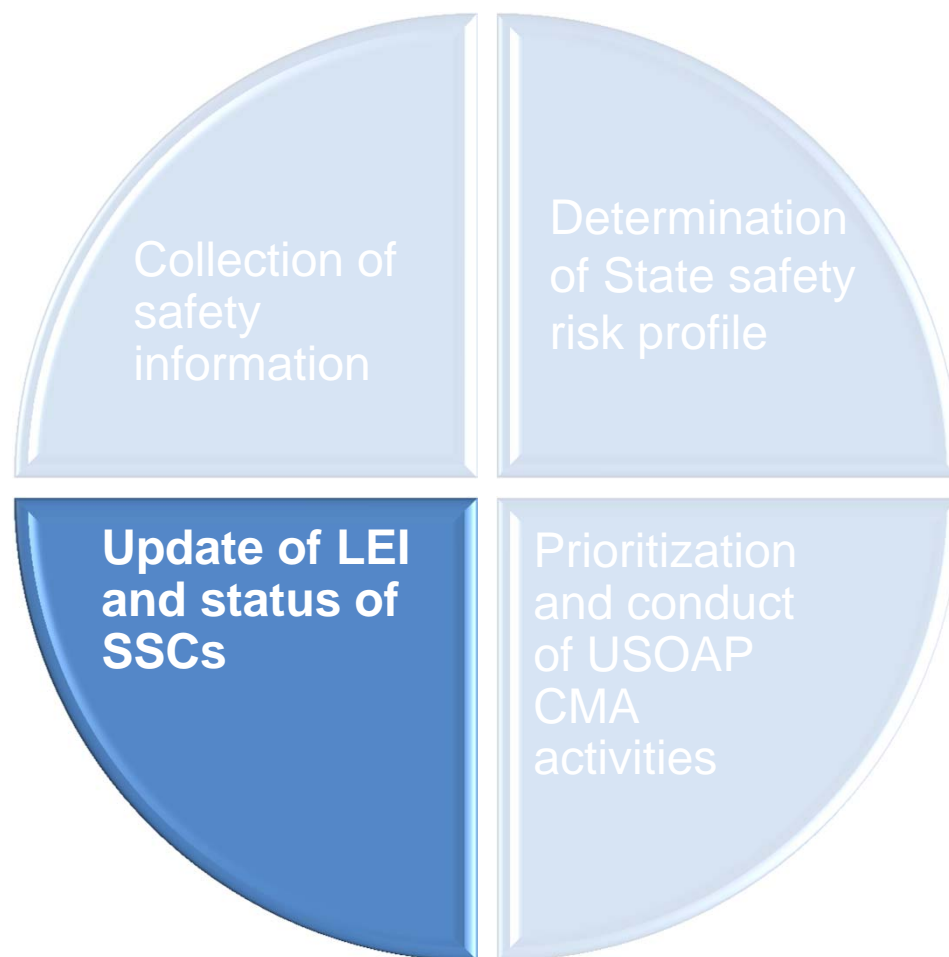 Collection of
safety
information
Determination
of State safety
risk profile
Update of LEI
and status of
SSCs
Prioritization
and conduct
of USOAP
CMA
activities